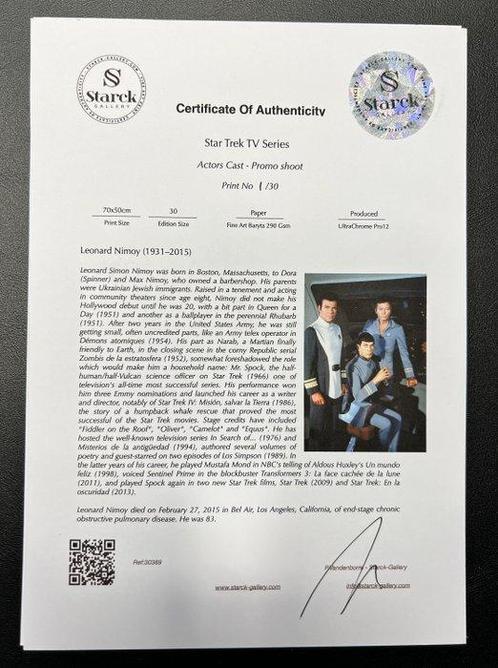 Starck
GALLERY
Starck
GALLERY
Certificate Of Authenticity
Star Trek TV Series
Actors Cast - Promo shoot
Print No 1/30
70x50cm 30 Paper Produced
Print Size Edition Size Fine Art Baryta 290 Gsm UltraChrome Pro12
Leonard Nimoy (1931–2015)
Leonard Simon Nimoy was born in Boston, Massachusetts, to Dora
(Spinner) and Max Nimoy, who owned a barbershop. His parents
were Ukrainian Jewish immigrants. Raised in a tenement and acting
in community theaters since age eight, Nimoy did not make his
Hollywood debut until he was 20, with a bit part in Queen for a
Day (1951) and another as a ballplayer in the perennial Rhubarb
(1951). After two years in the United States Army, he was still
getting small, often uncredited parts, like an Army telex operator in
Démons atomiques (1954). His part as Narab, a Martian finally
friendly to Earth, in the closing scene in the corny Republic serial
Zombis de la estratosfera (1952), somewhat foreshadowed the role
which would make him a household name: Mr. Spock, the half-
human/half-Vulcan science officer on Star Trek (1966) one of
television's all-time most successful series. His performance won
him three Emmy nominations and launched his career as a writer
and director, notably of Star Trek IV: Misión, salvar la Tierra (1986),
the story of a humpback whale rescue that proved the most
successful of the Star Trek movies. Stage credits have included
"Fiddler on the Roof", "Oliver", "Camelot" and "Equus". He has
hosted the well-known television series In Search of... (1976) and
Misterios de la antigüedad (1994), authored several volumes of
poetry and guest-starred on two episodes of Los Simpson (1989). In
the latter years of his career, he played Mustafa Mond in NBC's telling of Aldous Huxley's Un mundo
feliz (1998), voiced Sentinel Prime in the blockbuster Transformers 3: La face cachée de la lune
(2011), and played Spock again in two new Star Trek films, Star Trek (2009) and Star Trek: En la
oscuridad (2013).
Leonard Nimoy died on February 27, 2015 in Bel Air, Los Angeles, California, of end-stage chronic
obstructive pulmonary disease. He was 83.
Ref:30369
Starck-Gallery
www.starck-gallery.com
info@starck-gallery.com